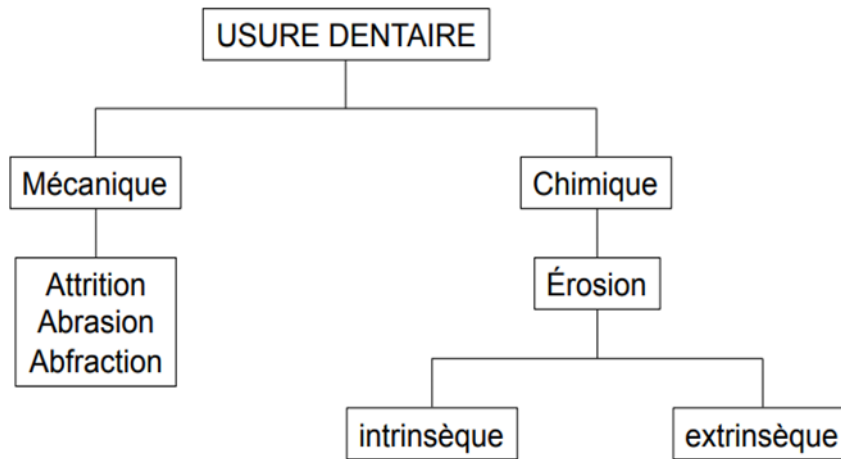 USURE DENTAIRE
Mécanique
Chimique
Attrition
Abrasion
Abfraction
Érosion
intrinsèque
extrinsèque